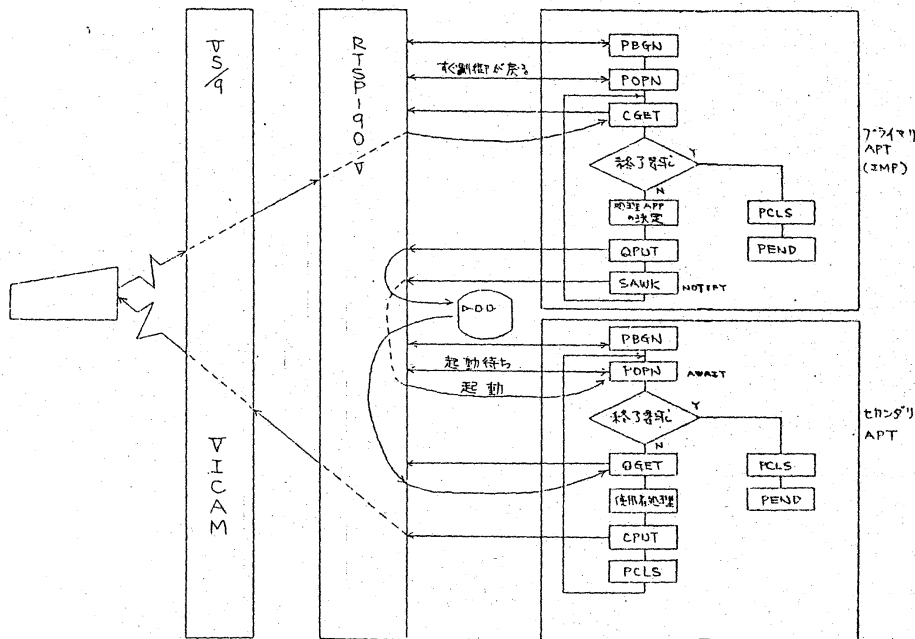 VS/9
VICAM
RTSP190V
すぐ制御が戻る
PBGN
POPN
CGET
終了要求
Y
N
処理APP
の決定
QPUT
SAWK
NOTIFY
PCLS
PEND
プライマリ
APT
(IMP)
PBGN
起動待ち
POPN
AWAIT
起動
終了要求
Y
N
QGET
使用者処理
CPUT
PCLS
PCLS
PEND
セカンダリ
APT